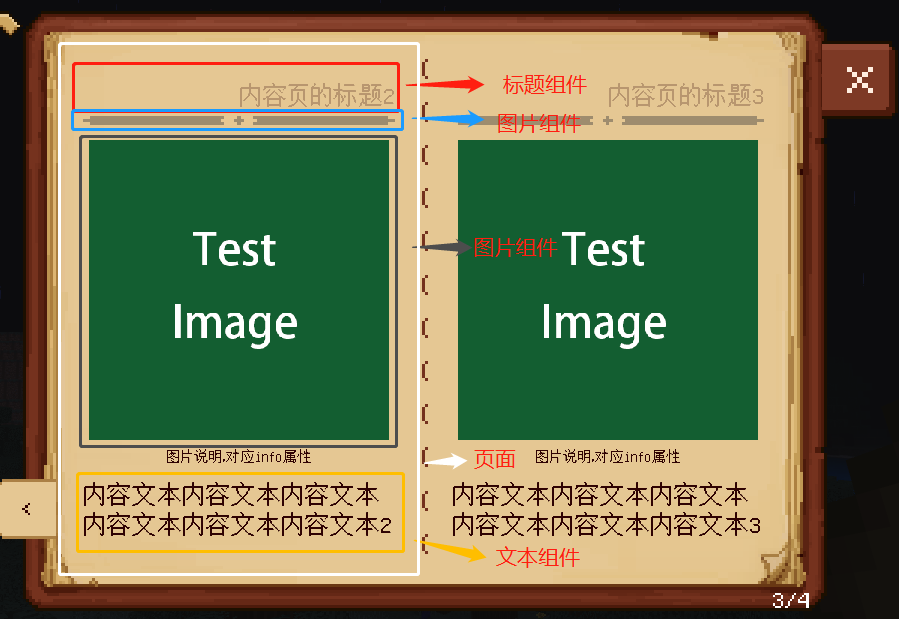 内容页的标题2
标题组件
内容页的标题3
图片组件
Test
Image
图片组件
Test
Image
图片说明,对应info属性
页面
图片说明,对应info属性
内容文本内容文本内容文本
内容文本内容文本内容文本2
内容文本内容文本内容文本
内容文本内容文本内容文本3
文本组件
3/4